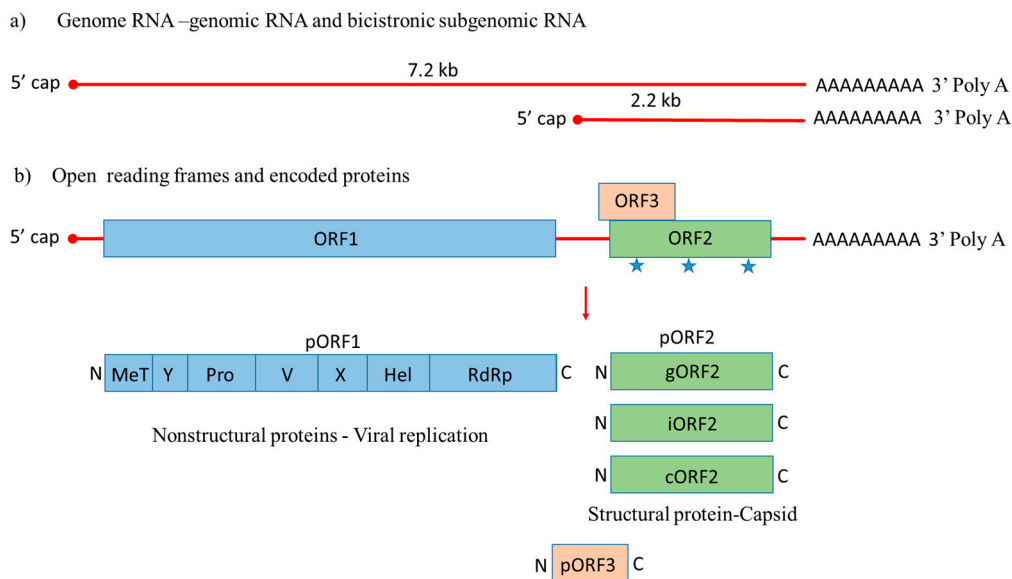 a) Genome RNA –genomic RNA and bicistronic subgenomic RNA
7.2 kb
5’ cap AAAAAAAAA 3’ Poly A
2.2 kb
5’ cap AAAAAAAAA 3’ Poly A
b) Open reading frames and encoded proteins
ORF3
5’ cap ORF1 ORF2 AAAAAAAAA 3’ Poly A
pORF1 pORF2
N MeT Y Pro V X Hel RdRp C N gORF2 C
Nonstructural proteins - Viral replication N iORF2 C
N cORF2 C
Structural protein-Capsid
N pORF3 C